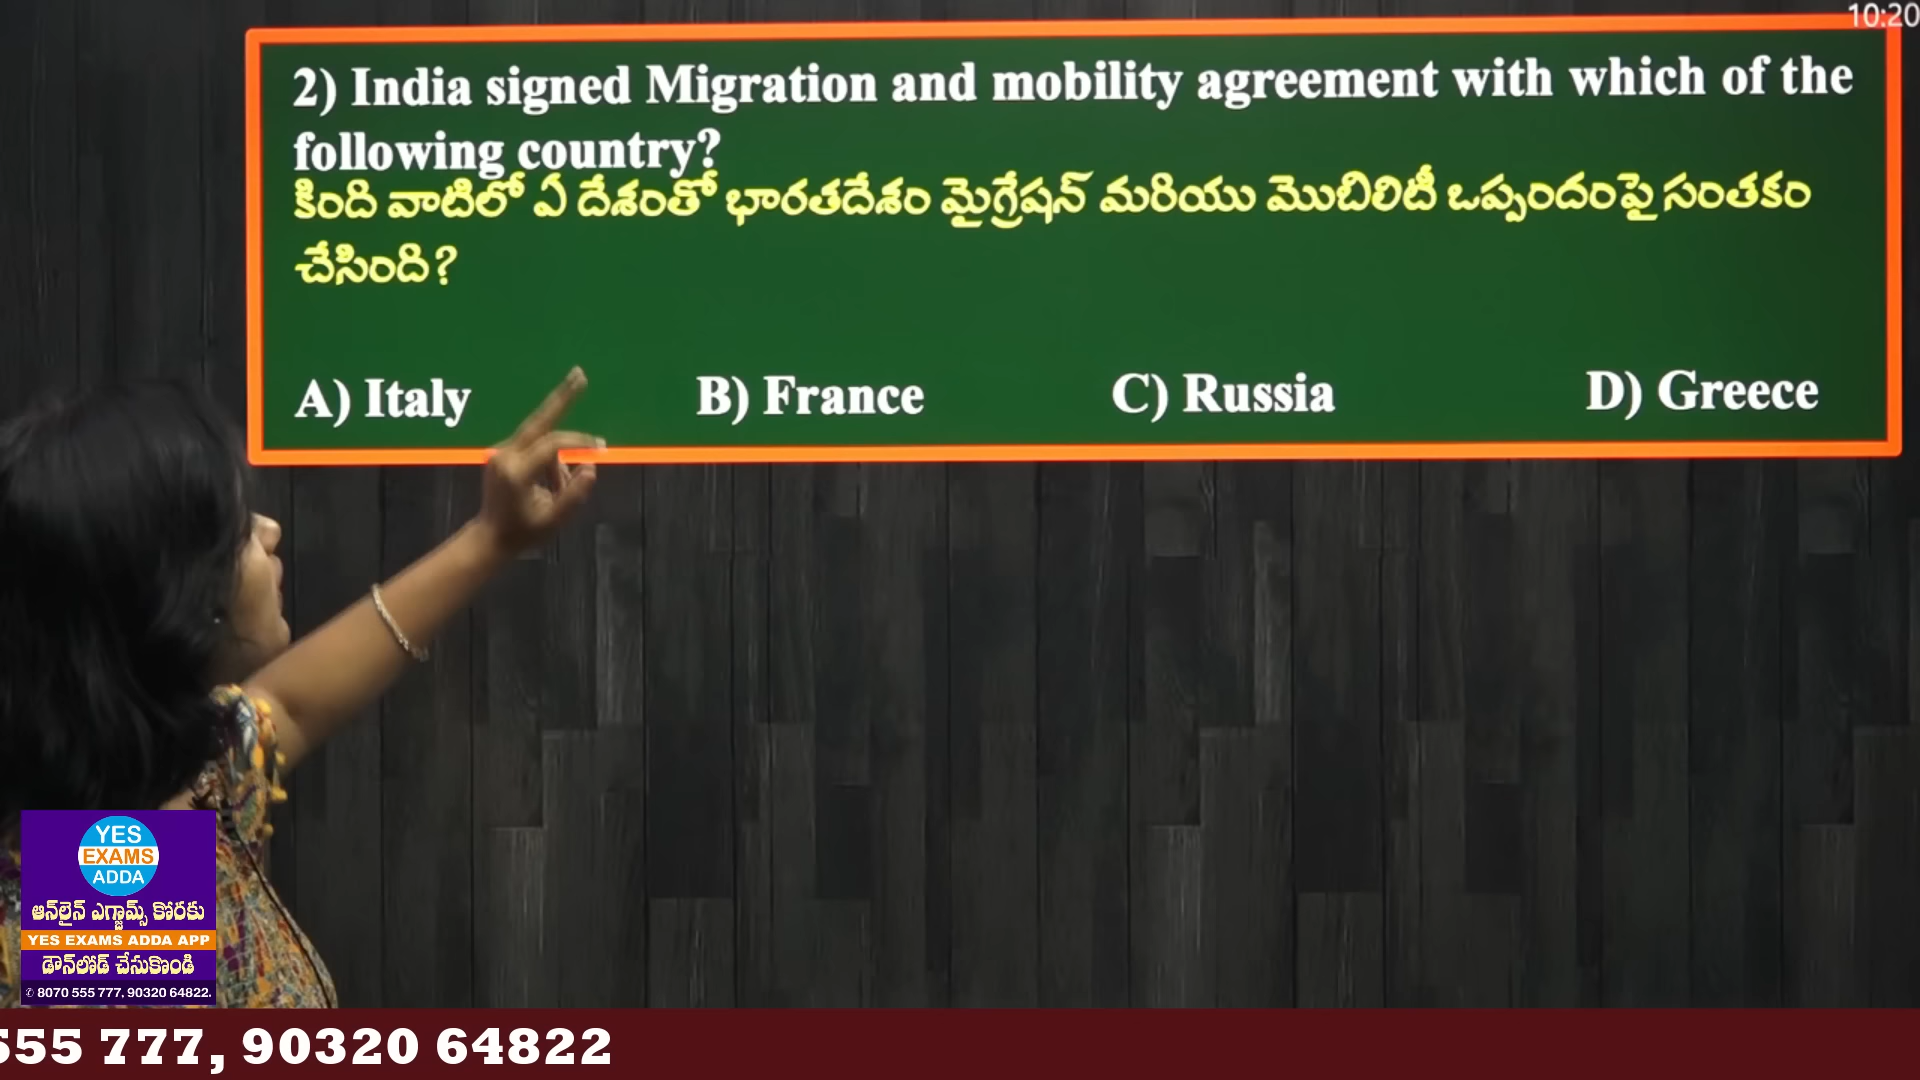 10:20
2) India signed Migration and mobility agreement with which of the
following country?
కింది వాటిలో ఏ దేశంతో భారతదేశం మైగ్రేషన్ మరియు మొబిలిటీ ఒప్పందంపై సంతకం
చేసింది?
A) Italy B) France C) Russia D) Greece
YES
EXAMS
ADDA
ఆన్‌లైన్ ఎగ్జామ్స్ కొరకు
YES EXAMS ADDA APP
డౌన్‌లోడ్ చేసుకొండి
✆ 8070 555 777, 90320 64822.
555 777, 90320 64822